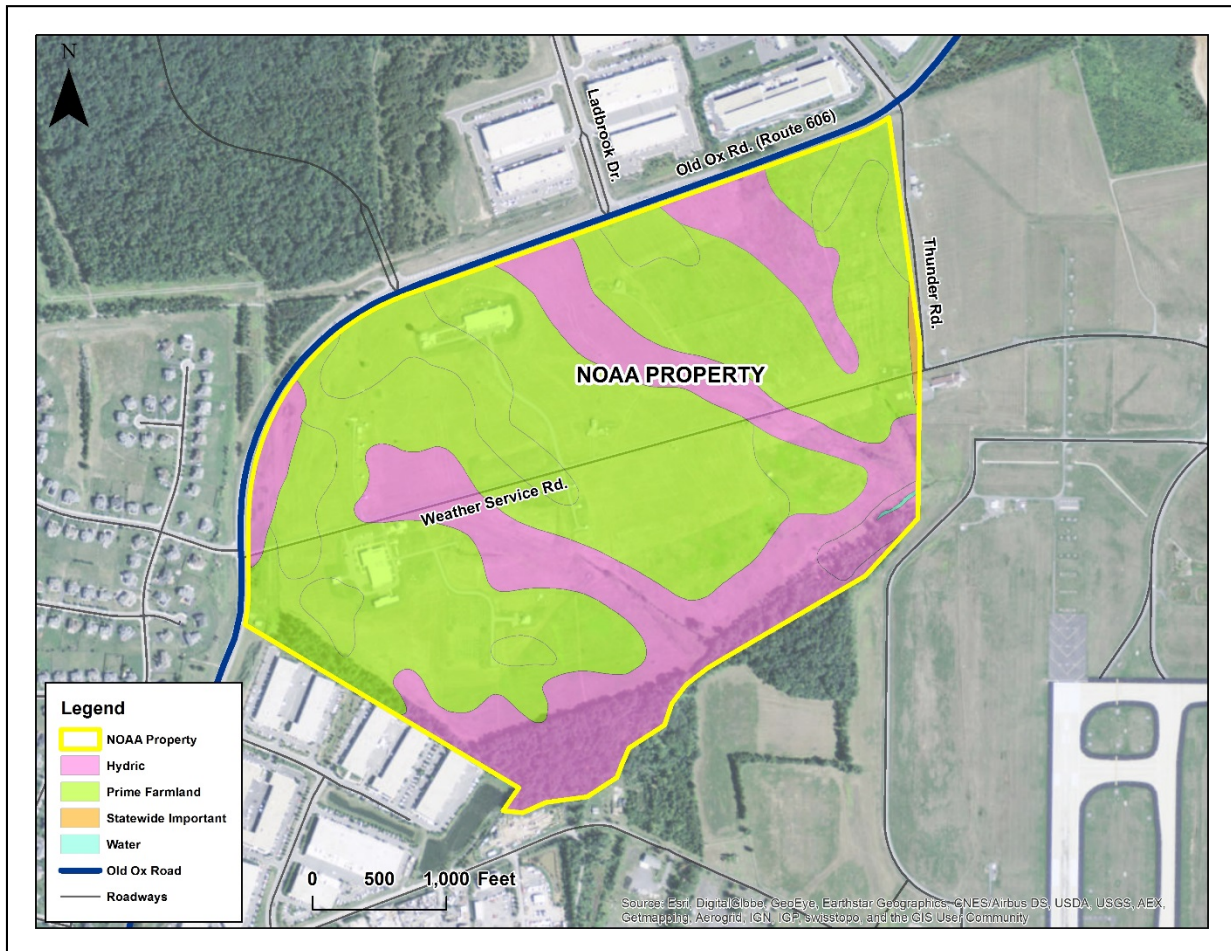 N
Ladbrook Dr.
Old Ox Rd. (Route 606)
Thunder Rd.
NOAA PROPERTY
Weather Service Rd.
Legend
NOAA Property
Hydric
Prime Farmland
Statewide Important
Water
Old Ox Road
Roadways
0 500 1,000 Feet
Source: Esri, DigitalGlobe, GeoEye, Earthstar Geographics, CNES/Airbus DS, USDA, USGS, AEX,
Getmapping, Aerogrid, IGN, IGP, swisstopo, and the GIS User Community